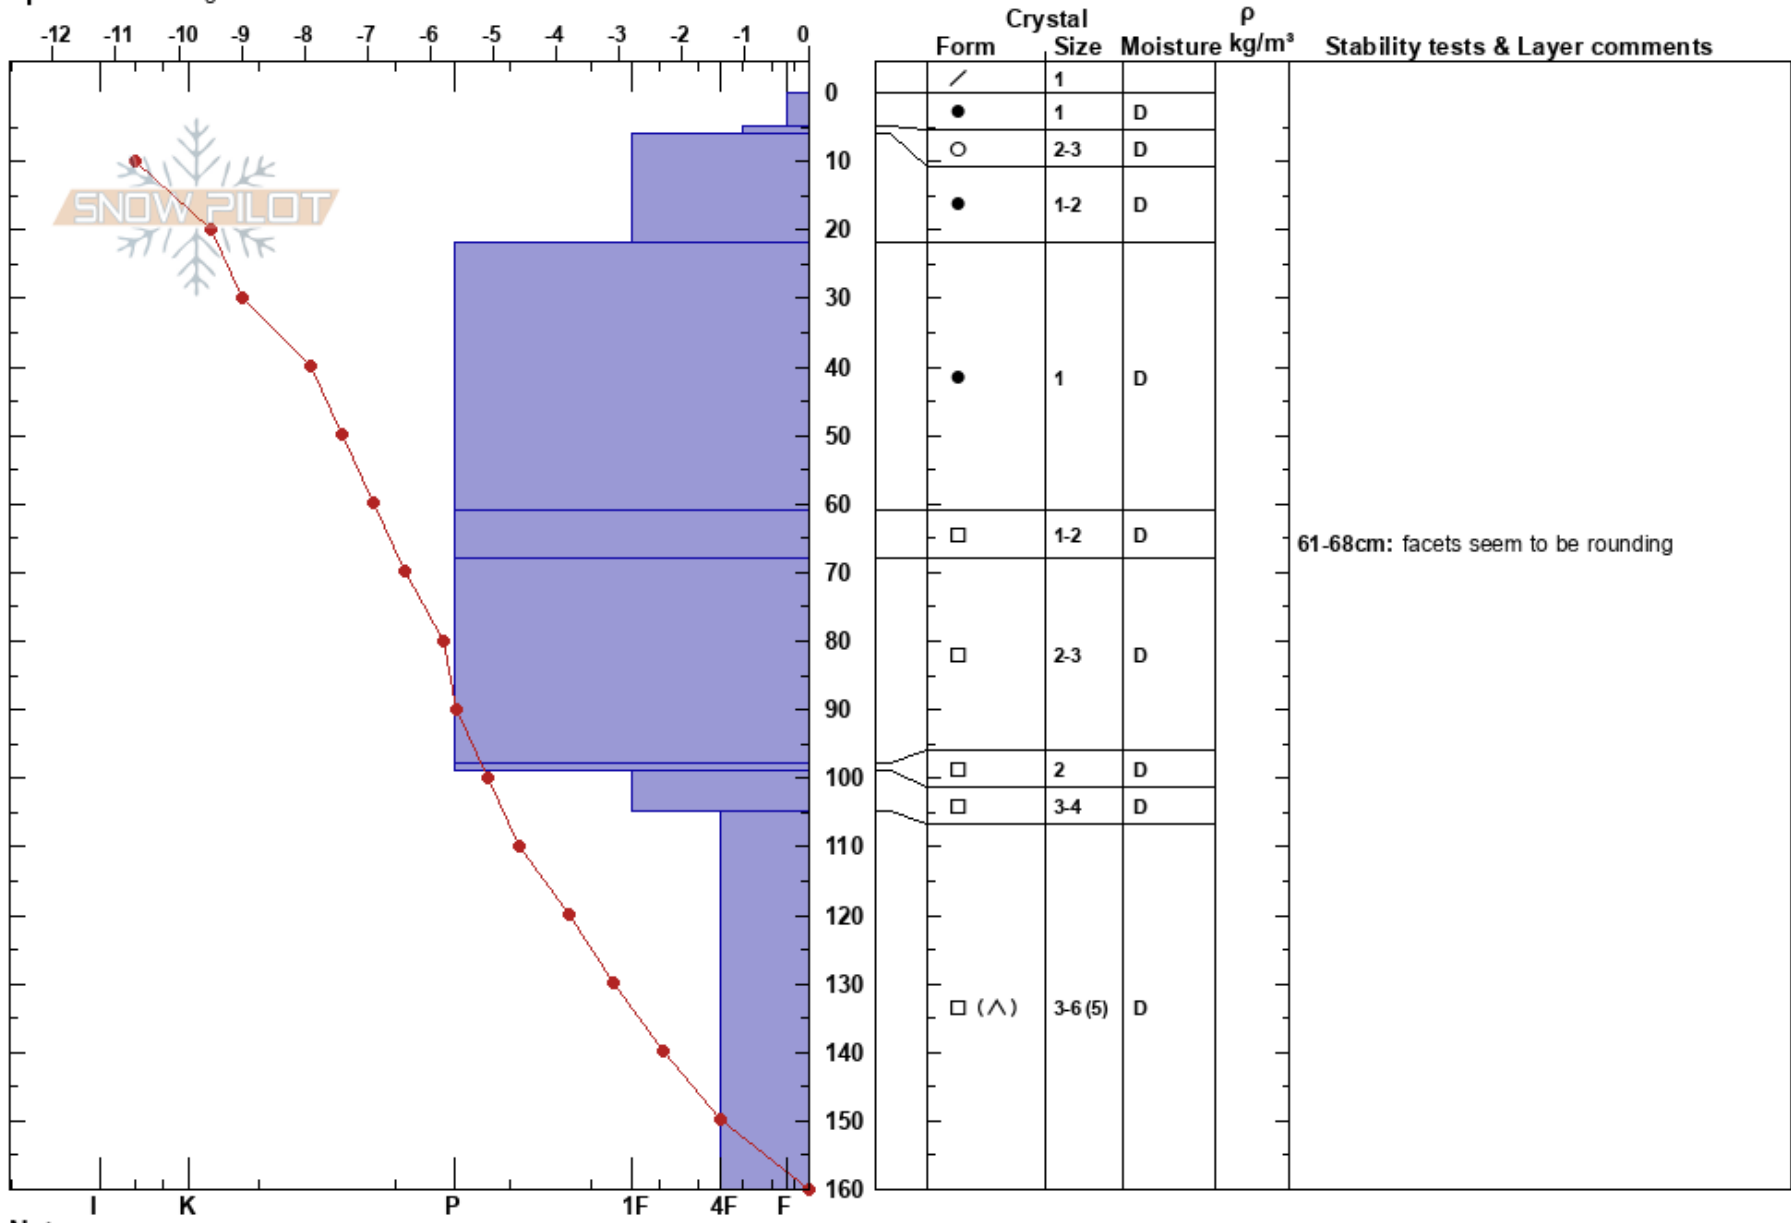 Crystal ρ
-12 -11 -10 -9 -8 -7 -6 -5 -4 -3 -2 -1 0 Form Size Moisture kg/m³ Stability tests & Layer comments
1
0
1 D
2-3 D
10
SNOW PILOT 1-2 D
20
30
40 1 D
50
60
1-2 D 61-68cm: facets seem to be rounding
70
80 2-3 D
90
2 D
100
3-4 D
110
120
130
3-6 (5) D
140
150
160
I K P 1F 4F F